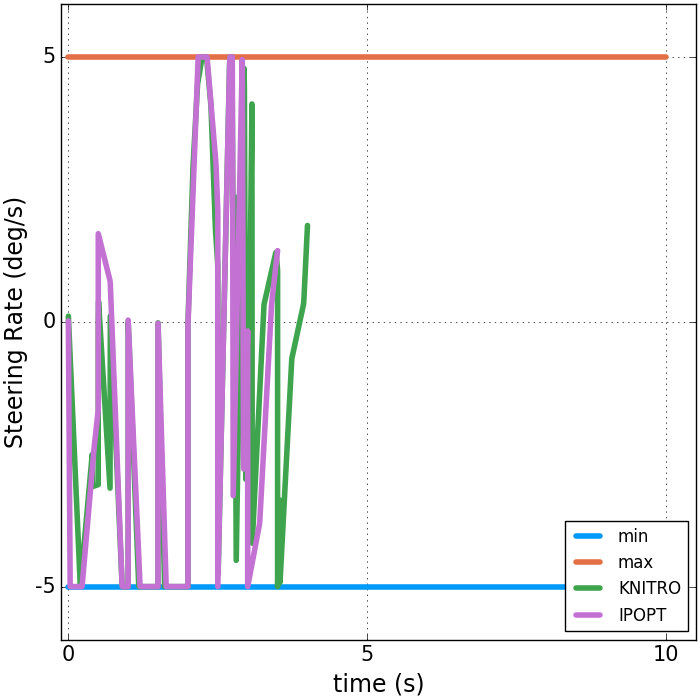 Steering Rate (deg/s)
5
0
-5
0
5
10
time (s)
min
max
KNITRO
IPOPT